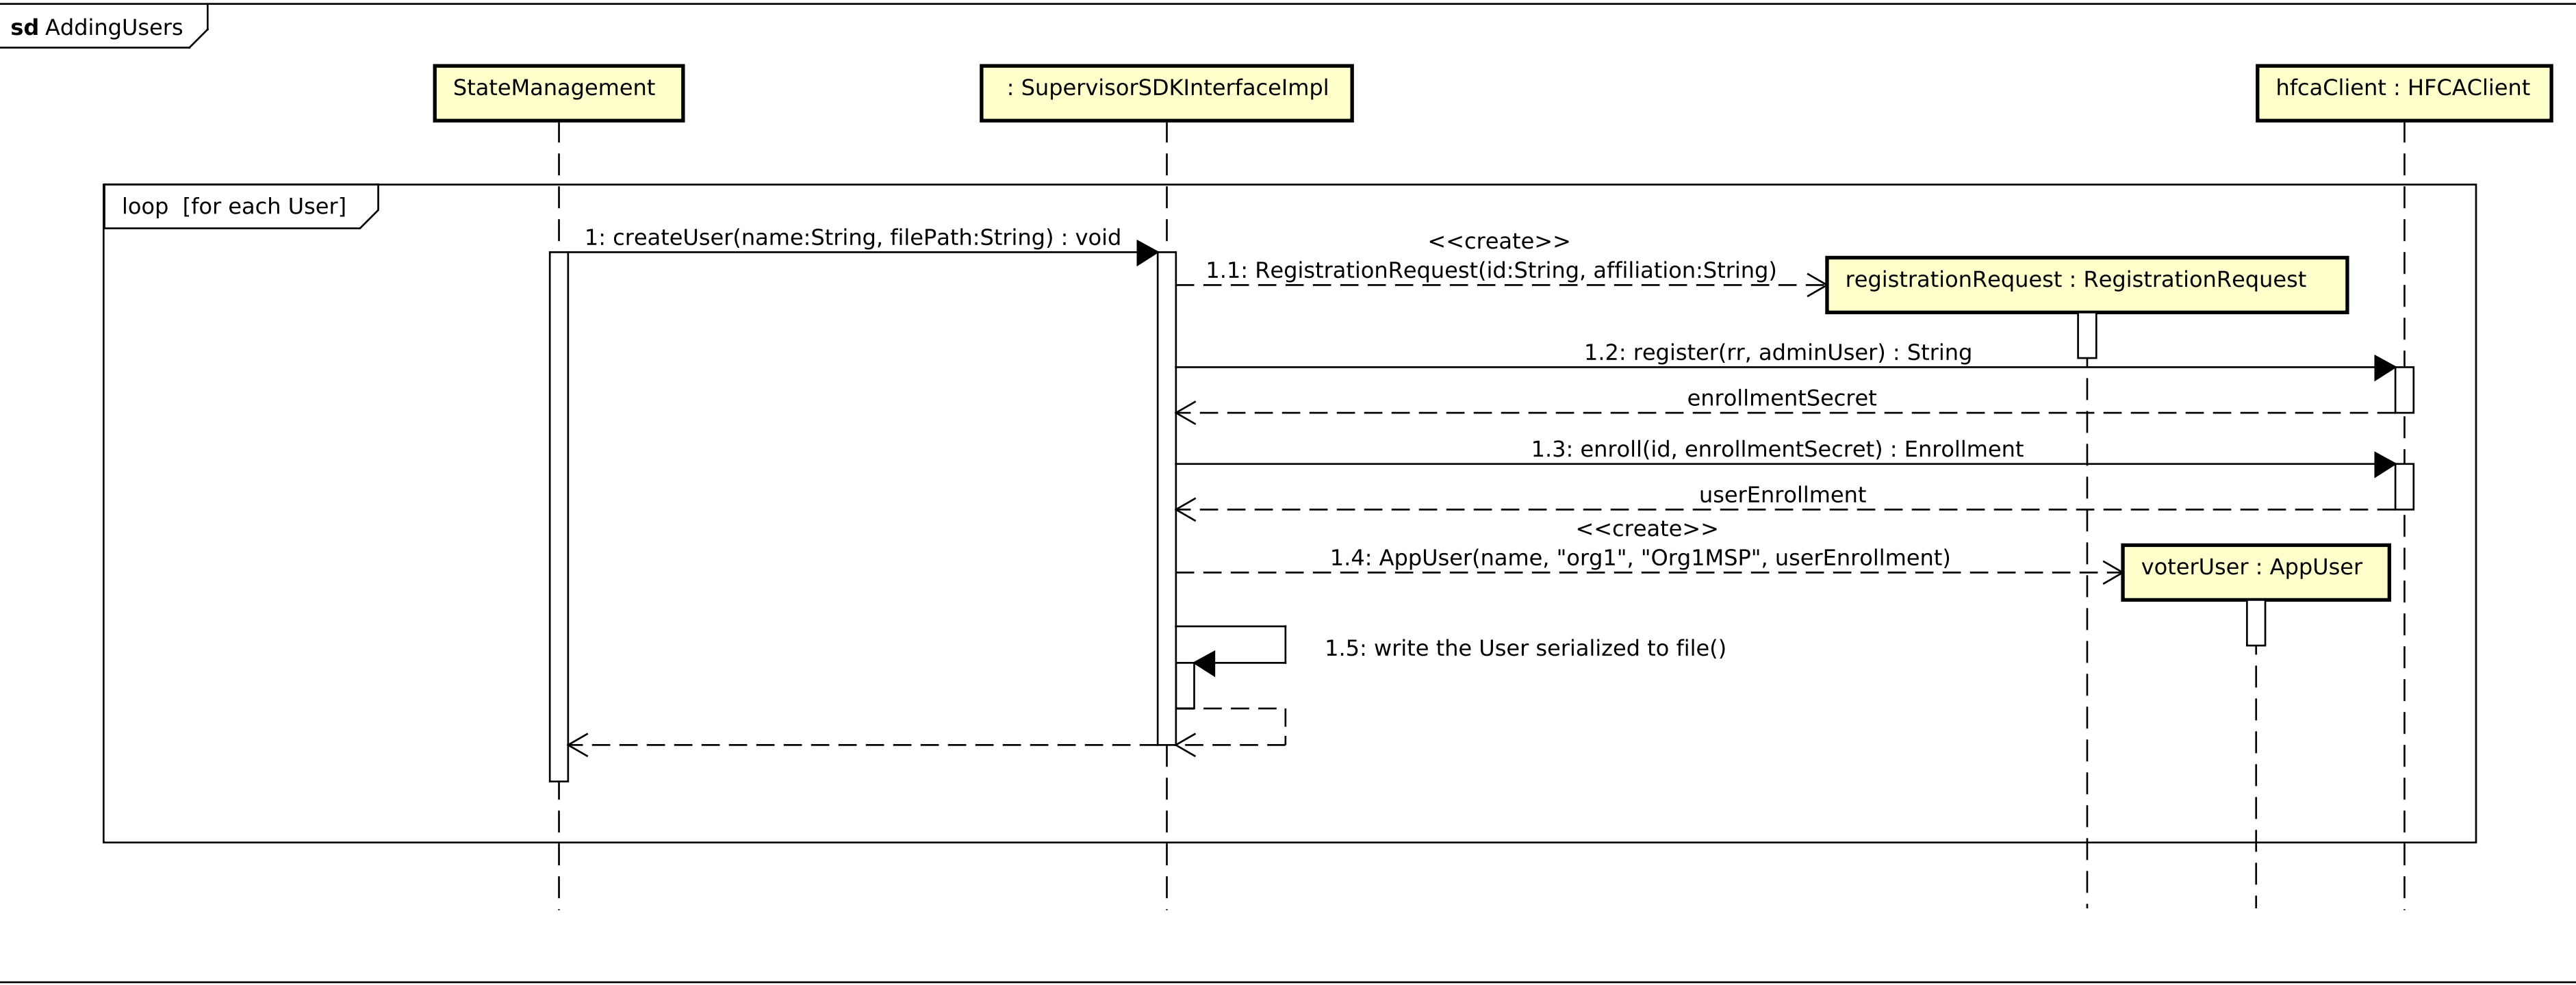 sd AddingUsers
StateManagement
: SupervisorSDKInterfaceImpl
hfcaClient : HFCAClient
loop [for each User]
1: createUser(name:String, filePath:String) : void
<<create>>
1.1: RegistrationRequest(id:String, affiliation:String)
registrationRequest : RegistrationRequest
1.2: register(rr, adminUser) : String
enrollmentSecret
1.3: enroll(id, enrollmentSecret) : Enrollment
userEnrollment
<<create>>
1.4: AppUser(name, "org1", "Org1MSP", userEnrollment)
voterUser : AppUser
1.5: write the User serialized to file()